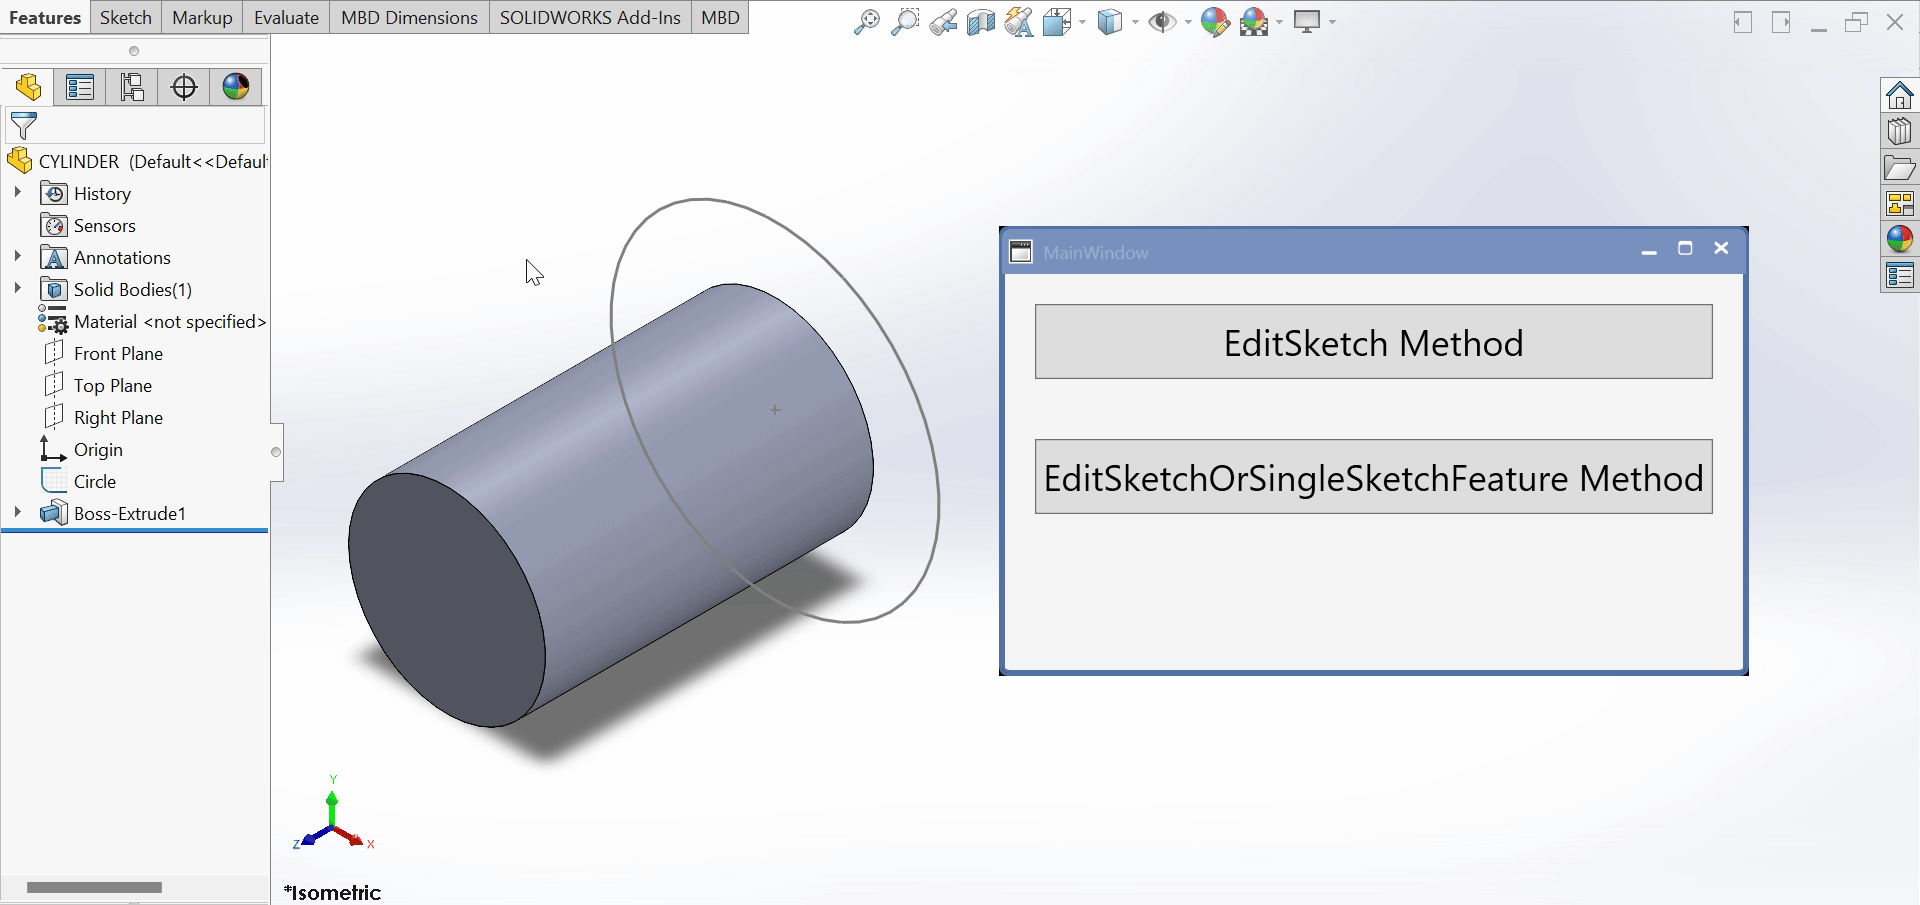 Features Sketch Markup Evaluate MBD Dimensions SOLIDWORKS Add-Ins MBD
CYLINDER (Default<<Defaul
History
Sensors
Annotations
Solid Bodies(1)
Material <not specified>
Front Plane
Top Plane
Right Plane
Origin
Circle
Boss-Extrude1
MainWindow
EditSketch Method
EditSketchOrSingleSketchFeature Method
Y
Z
X
*Isometric